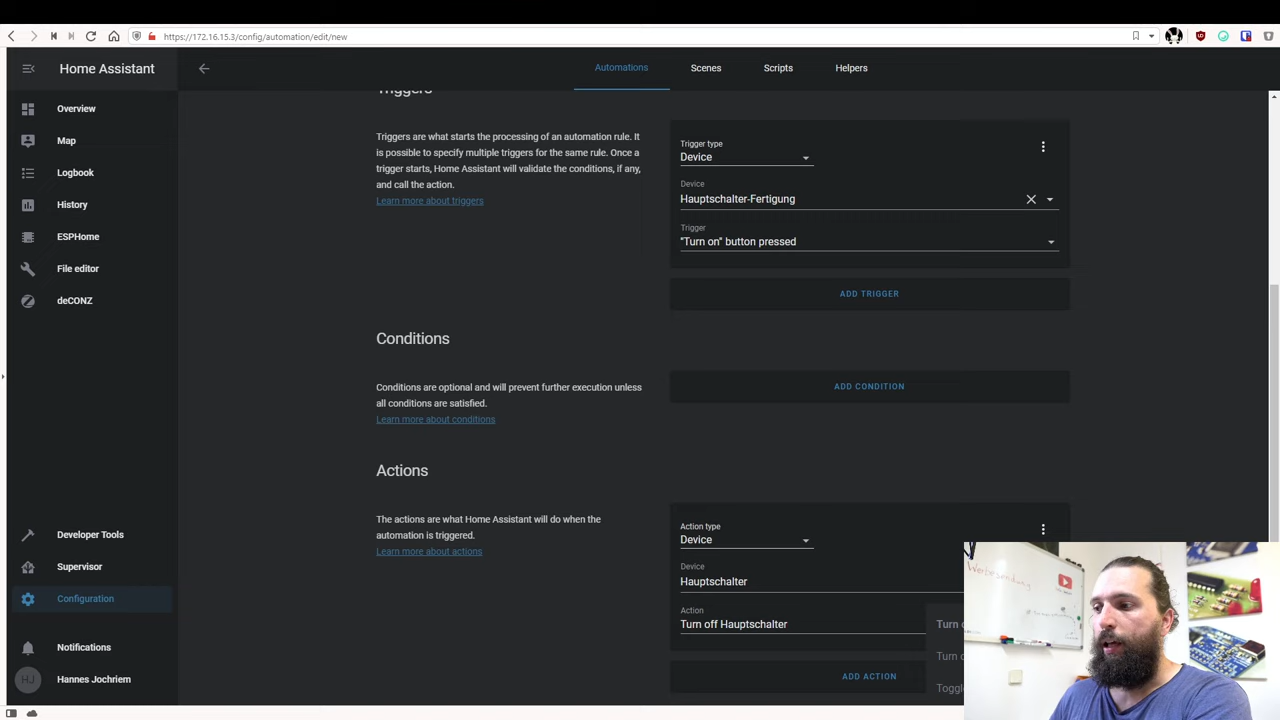 https://172.16.15.3/config/automation/edit/new
Home Assistant
Automations
Scenes
Scripts
Helpers
Overview
Map
Logbook
History
ESPHome
File editor
deCONZ
Developer Tools
Supervisor
Configuration
Notifications
HJ
Hannes Jochriem
Triggers
Triggers are what starts the processing of an automation rule. It
is possible to specify multiple triggers for the same rule. Once a
trigger starts, Home Assistant will validate the conditions, if any,
and call the action.
Learn more about triggers
Trigger type
Device
Device
Hauptschalter-Fertigung
Trigger
"Turn on" button pressed
ADD TRIGGER
Conditions
Conditions are optional and will prevent further execution unless
all conditions are satisfied.
Learn more about conditions
ADD CONDITION
Actions
The actions are what Home Assistant will do when the
automation is triggered.
Learn more about actions
Action type
Device
Device
Hauptschalter
Action
Turn off Hauptschalter
Turn
Turn
Toggle
ADD ACTION
Werbesendung